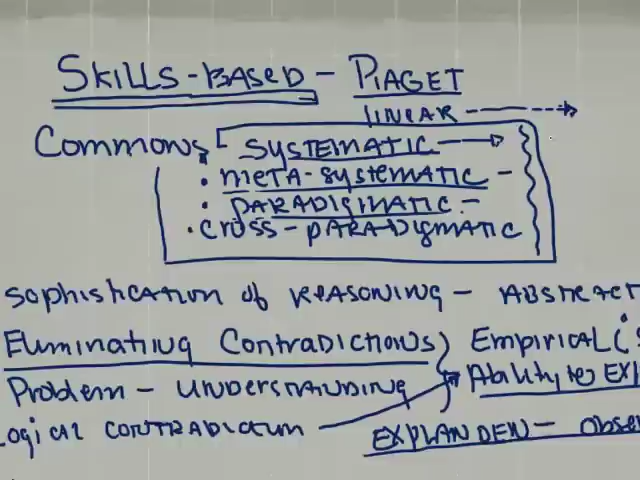 SKILLS-BASED - PIAGET
LINEAR
Commons SYSTEMATIC
• META-SYSTEMATIC -
• PARADIGMATIC -
• CROSS-PARADIGMATIC
SOPHISTICATION of REASONING - ABSTRACT
Eliminating Contradictions EMPIRICAL (
Problem - UNDERSTANDING Ability to EX
LOGICAL CONTRADICTION
EXPLANDEN - Obser